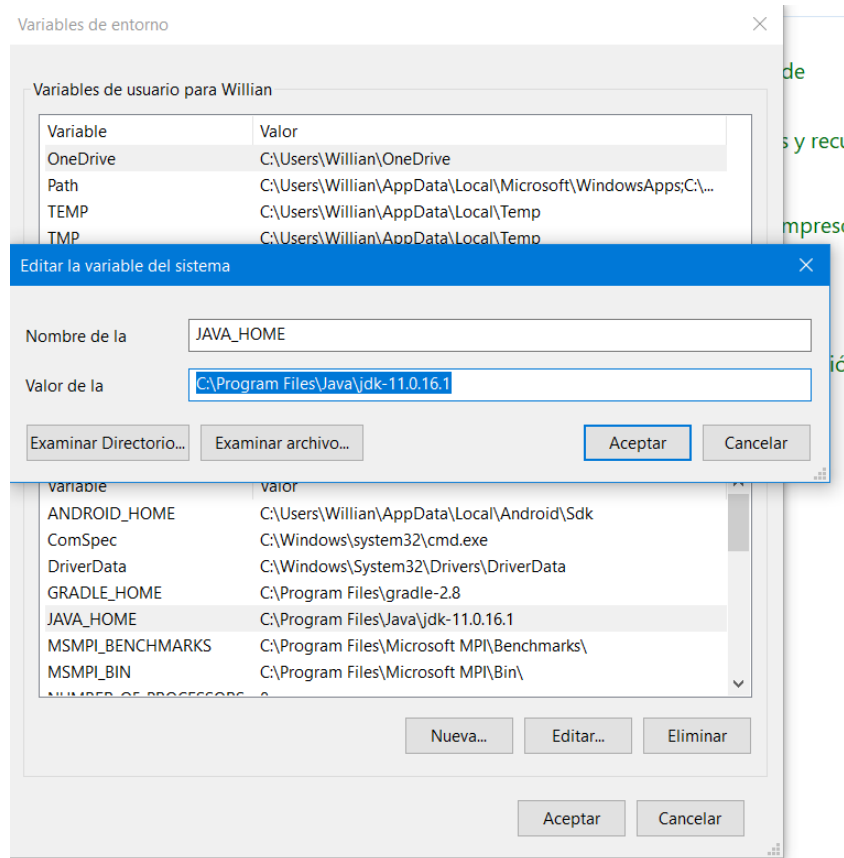 Variables de entorno
de
Variables de usuario para Willian
Variable Valor
OneDrive C:\Users\Willian\OneDrive
s y recu
Path C:\Users\Willian\AppData\Local\Microsoft\WindowsApps;C:\...
TEMP C:\Users\Willian\AppData\Local\Temp
mpreso
TMP C:\Users\Willian\AppData\Local\Temp
Editar la variable del sistema
Nombre de la JAVA_HOME
ió
Valor de la C:\Program Files\Java\jdk-11.0.16.1
Examinar Directorio... Examinar archivo... Aceptar Cancelar
Variable Valor
ANDROID_HOME C:\Users\Willian\AppData\Local\Android\Sdk
ComSpec C:\Windows\system32\cmd.exe
DriverData C:\Windows\System32\Drivers\DriverData
GRADLE_HOME C:\Program Files\gradle-2.8
JAVA_HOME C:\Program Files\Java\jdk-11.0.16.1
MSMPI_BENCHMARKS C:\Program Files\Microsoft MPI\Benchmarks\
MSMPI_BIN C:\Program Files\Microsoft MPI\Bin\
NUMBER_OF_PROCESSORS
Nueva... Editar... Eliminar
Aceptar Cancelar